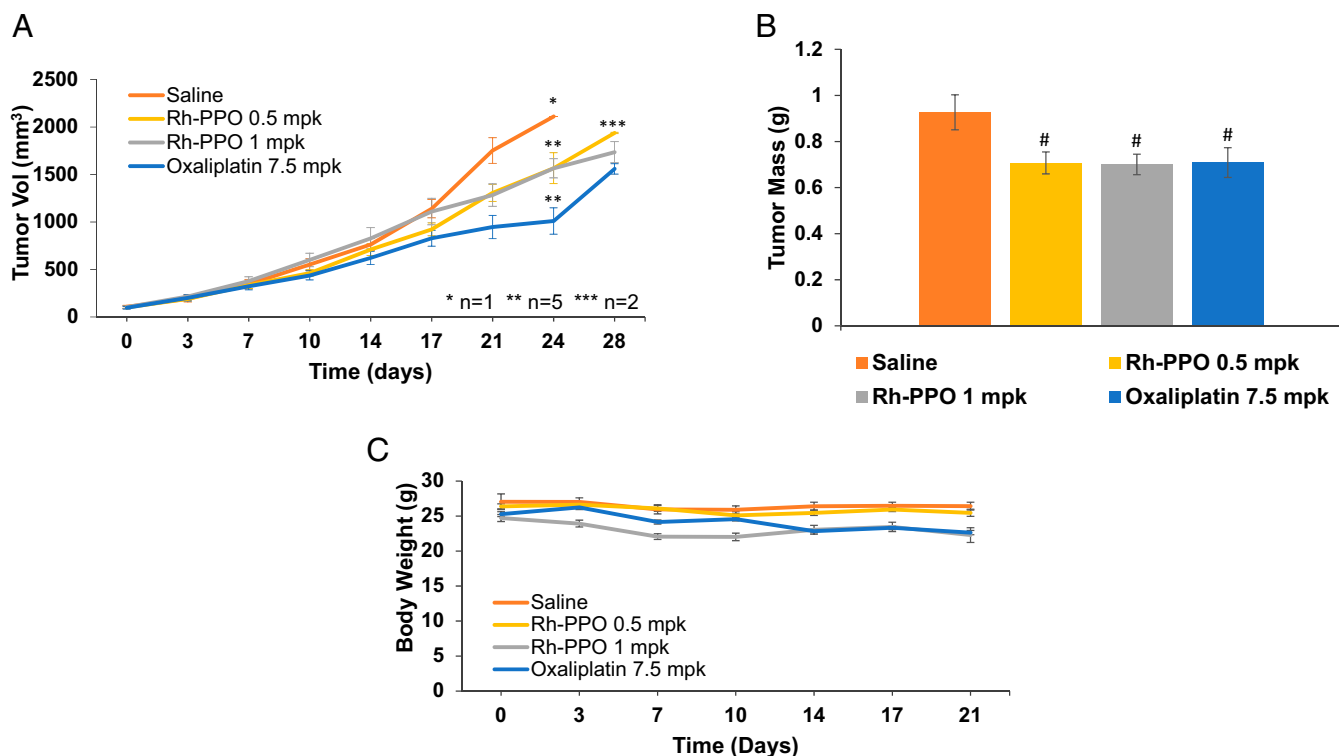 A
Tumor Vol (mm³)
2500
2000
1500
1000
500
0
Saline
Rh-PPO 0.5 mpk
Rh-PPO 1 mpk
Oxaliplatin 7.5 mpk
*
***
**
**
* n=1 ** n=5 *** n=2
0 3 7 10 14 17 21 24 28
Time (days)
B
Tumor Mass (g)
1.2
1
0.8
0.6
0.4
0.2
0
# # #
Saline Rh-PPO 0.5 mpk
Rh-PPO 1 mpk Oxaliplatin 7.5 mpk
C
Body Weight (g)
30
25
20
15
10
5
0
Saline
Rh-PPO 0.5 mpk
Rh-PPO 1 mpk
Oxaliplatin 7.5 mpk
0 3 7 10 14 17 21
Time (Days)